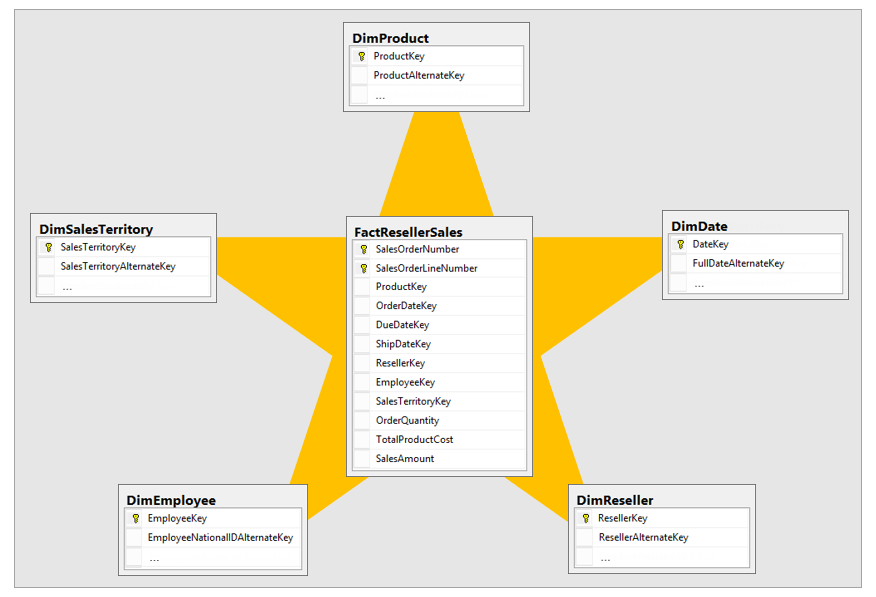 DimProduct
ProductKey
ProductAlternateKey
...
DimSalesTerritory
SalesTerritoryKey
SalesTerritoryAlternateKey
...
FactResellerSales
SalesOrderNumber
SalesOrderLineNumber
ProductKey
OrderDateKey
DueDateKey
ShipDateKey
ResellerKey
EmployeeKey
SalesTerritoryKey
OrderQuantity
TotalProductCost
SalesAmount
DimDate
DateKey
FullDateAlternateKey
...
DimEmployee
EmployeeKey
EmployeeNationalIDAlternateKey
...
DimReseller
ResellerKey
ResellerAlternateKey
...